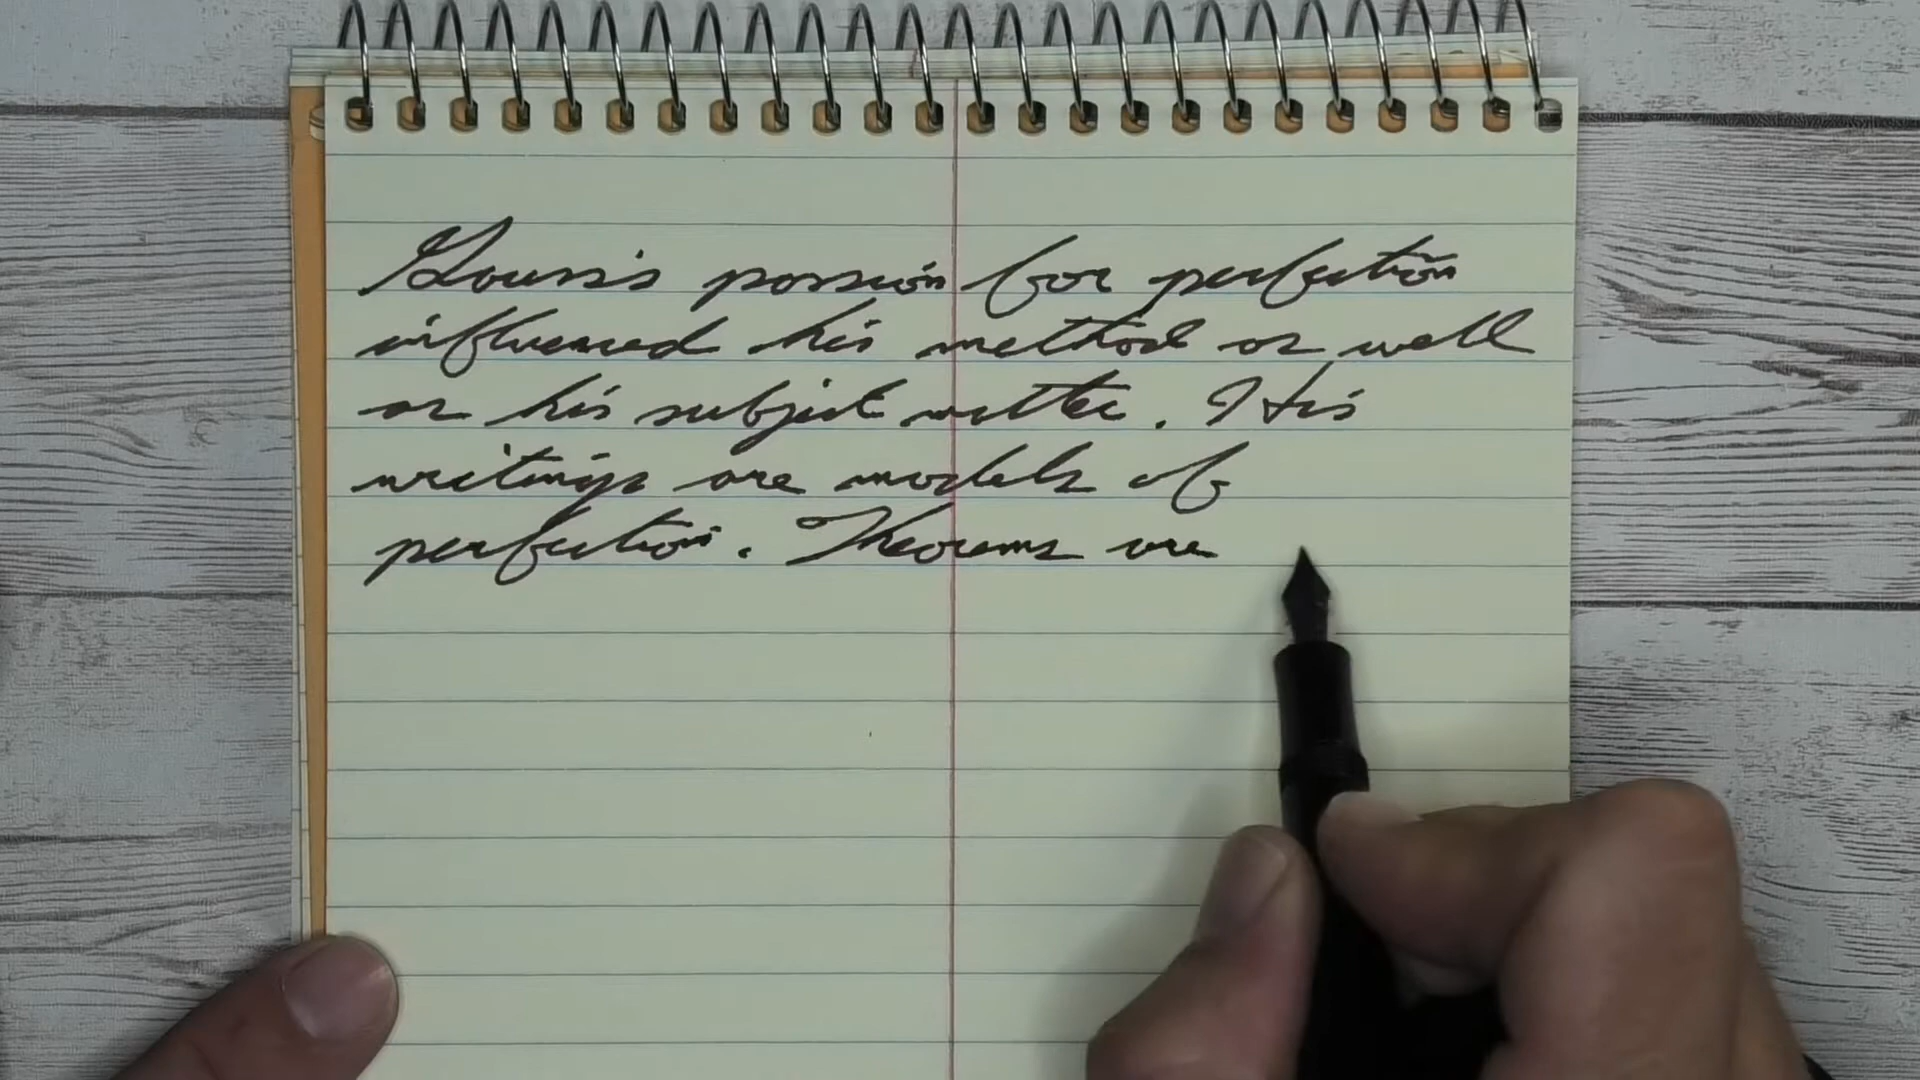 Gauss's passion for perfection
influenced his method as well
as his subject matter. His
writings are models of
perfection. Theorems are